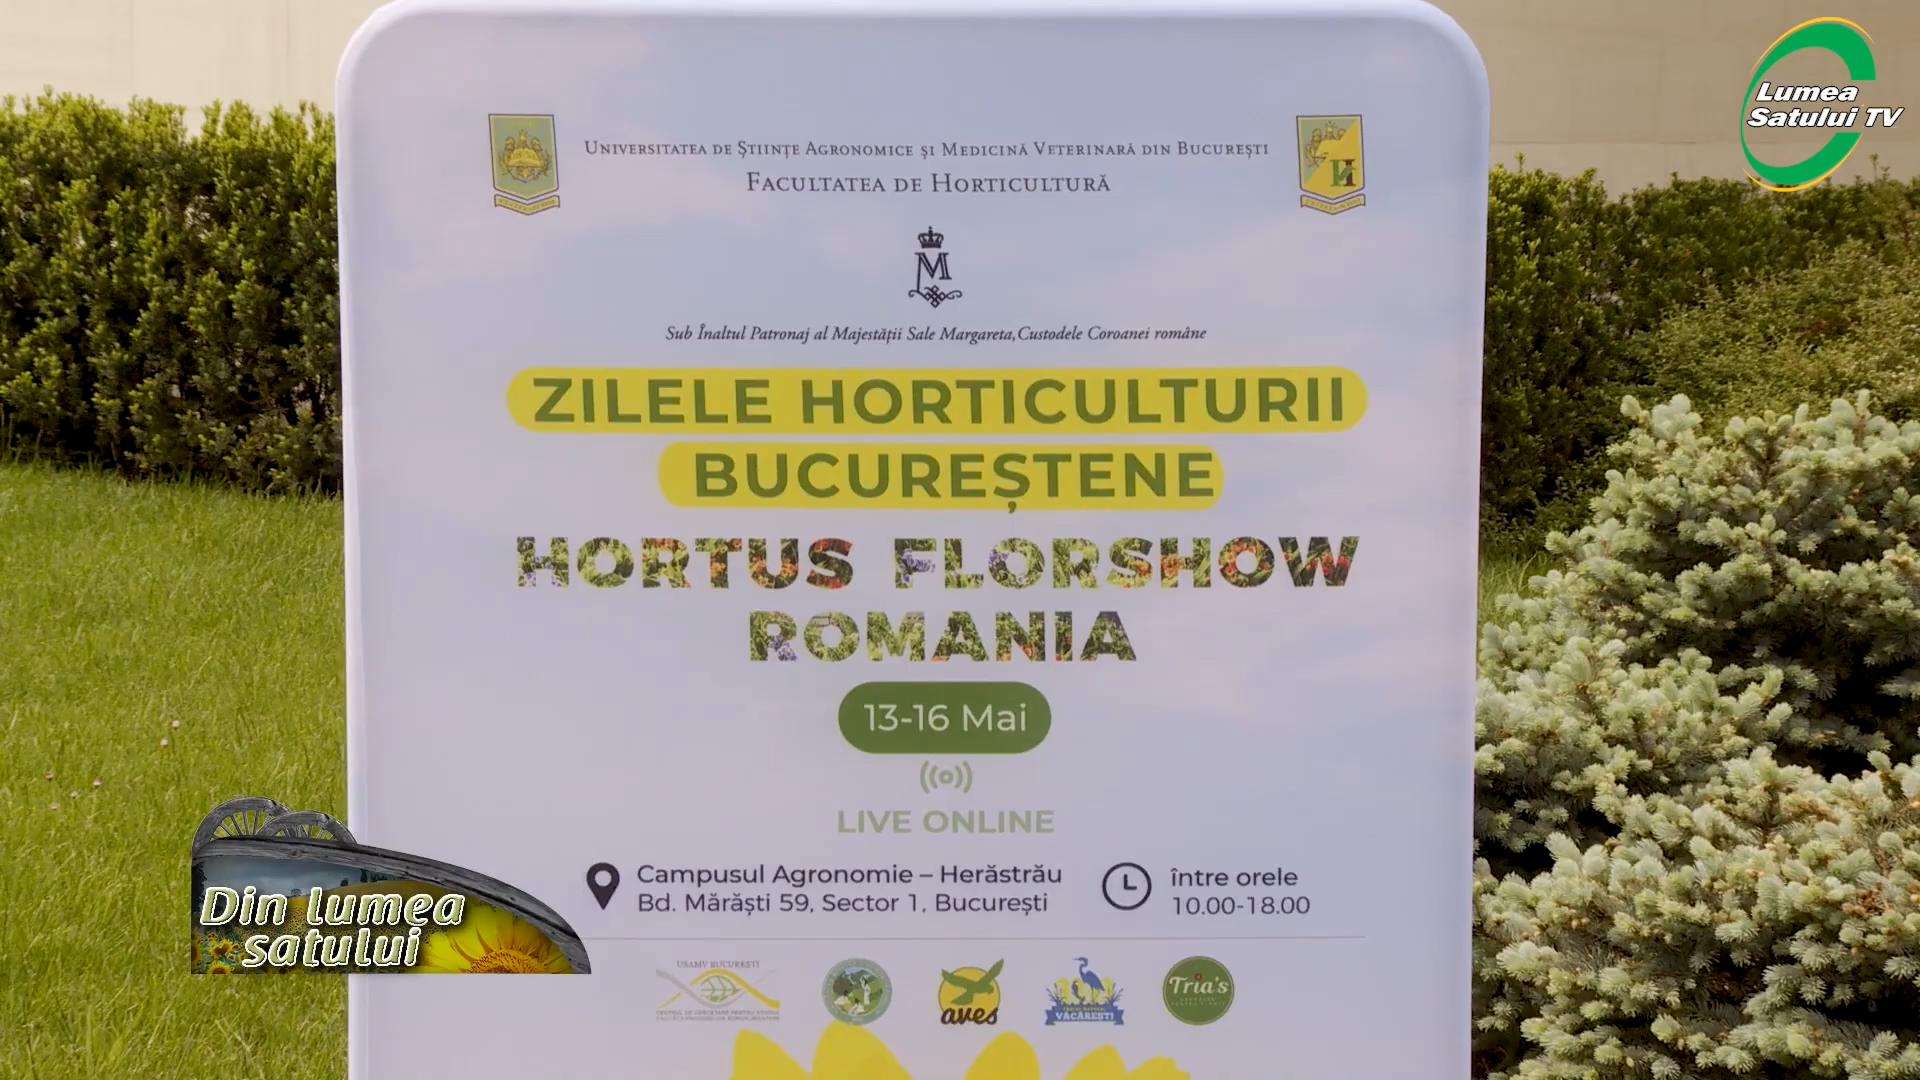 Lumea
Satului TV
Universitatea de Științe Agronomice și Medicină Veterinară din București
Facultatea de Horticultură
M
Sub Înaltul Patronaj al Majestății Sale Margareta, Custodele Coroanei române
ZILELE HORTICULTURII
BUCUREȘTENE
HORTUS FLORSHOW
ROMANIA
13-16 Mai
LIVE ONLINE
Campusul Agronomie – Herăstrău
Bd. Mărăști 59, Sector 1, București
între orele
10.00-18.00
Din lumea
satului
USAMV BUCUREȘTI
aves
VĂCĂREȘTI
Tria's